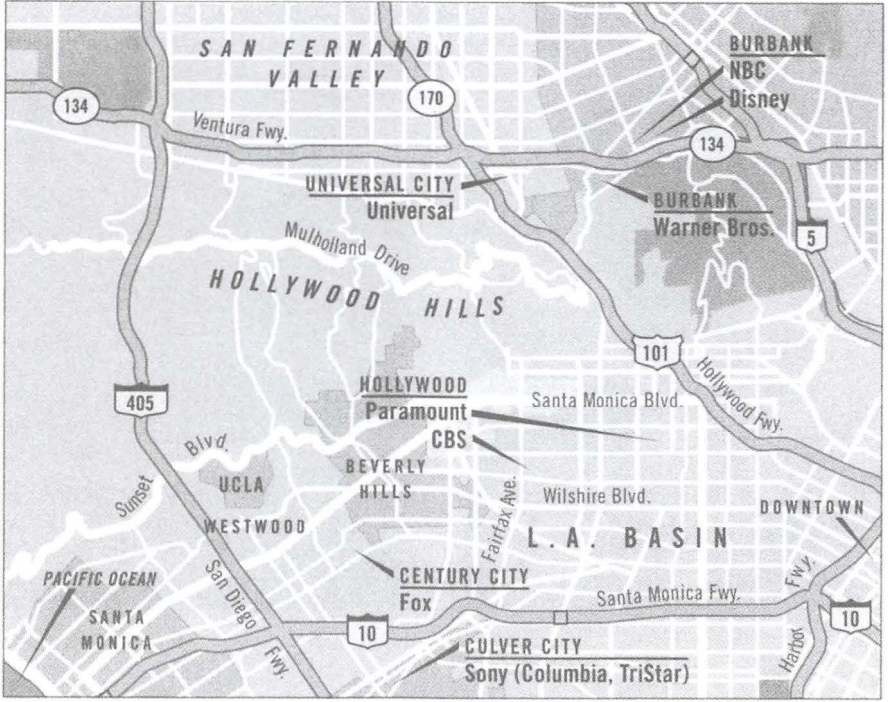 SAN FERNANDO
VALLEY
BURBANK
NBC
Disney
134
170
Ventura Fwy.
134
UNIVERSAL CITY
Universal
BURBANK
Warner Bros.
5
Mulholland Drive
HOLLYWOOD HILLS
101
Hollywood Fwy.
405
HOLLYWOOD
Paramount
CBS
Santa Monica Blvd.
Sunset Blvd.
UCLA
BEVERLY
HILLS
Fairfax Ave.
Wilshire Blvd.
DOWNTOWN
WESTWOOD
L.A. BASIN
PACIFIC OCEAN
San Diego Fwy.
CENTURY CITY
Fox
Santa Monica Fwy.
Harbor Fwy.
SANTA
MONICA
10
10
CULVER CITY
Sony (Columbia, TriStar)